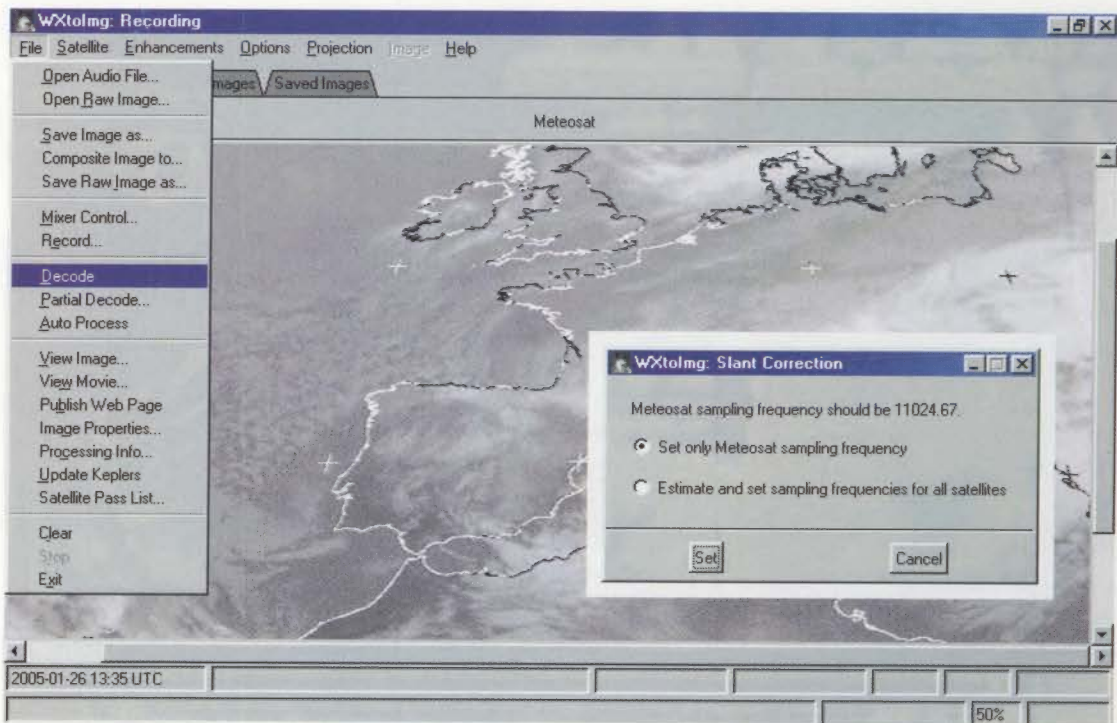 WXtoImg: Recording
File Satellite Enhancements Options Projection Image Help
Open Audio File...
Open Raw Image...
Save Image as...
Composite Image to...
Save Raw Image as...
Mixer Control...
Record...
Decode
Partial Decode...
Auto Process
View Image...
View Movie...
Publish Web Page
Image Properties...
Processing Info...
Update Keplers
Satellite Pass List...
Clear
Stop
Exit
mages Saved Images
Meteosat
WXtoImg: Slant Correction
Meteosat sampling frequency should be 11024.67.
Set only Meteosat sampling frequency
Estimate and set sampling frequencies for all satellites
Set Cancel
2005-01-26 13:35 UTC
50%